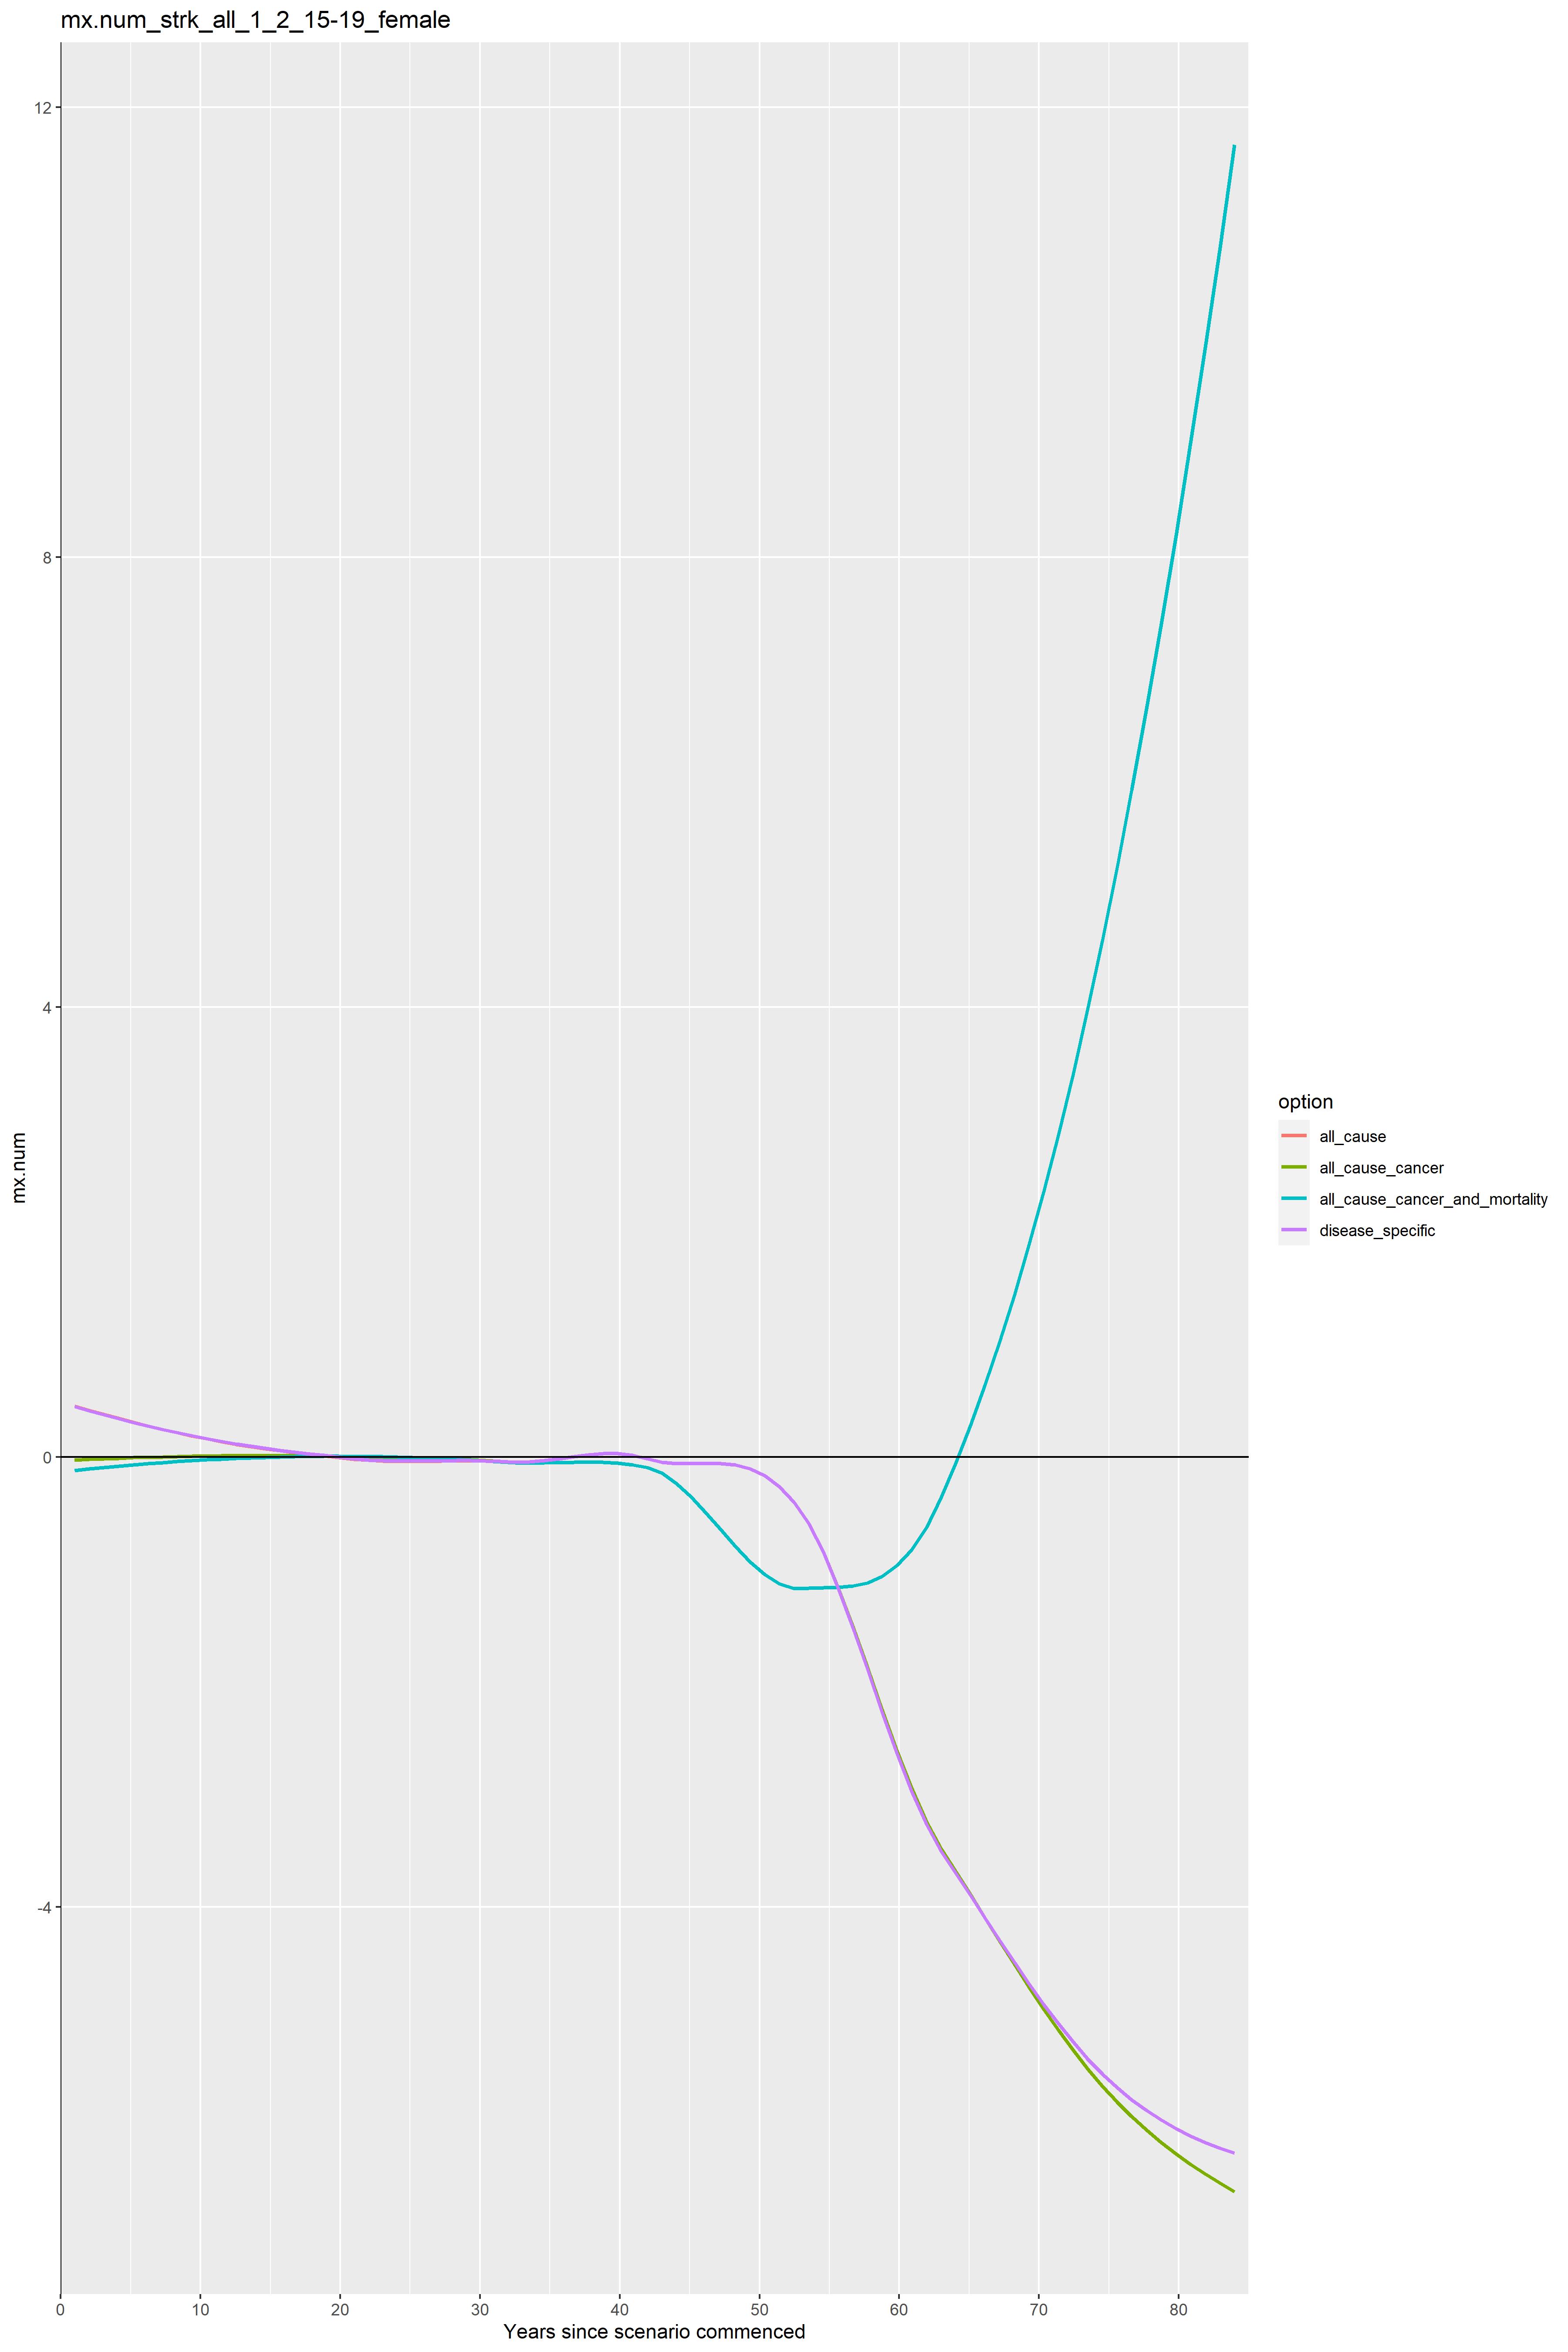 mx.num_strk_all_1_2_15-19_female
12
8
4
0
-4
mx.num
0 10 20 30 40 50 60 70 80
Years since scenario commenced
option
all_cause
all_cause_cancer
all_cause_cancer_and_mortality
disease_specific